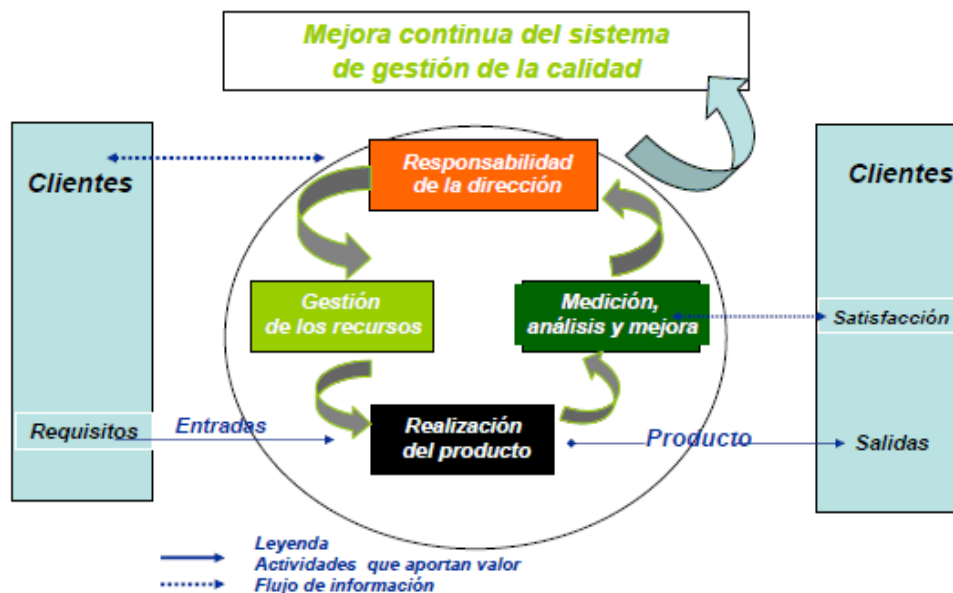 Mejora continua del sistema
de gestión de la calidad
Clientes
Responsabilidad
de la dirección
Clientes
Gestión
de los recursos
Medición,
análisis y mejora
Satisfacción
Requisitos
Entradas
Realización
del producto
Producto
Salidas
Leyenda
Actividades que aportan valor
Flujo de información